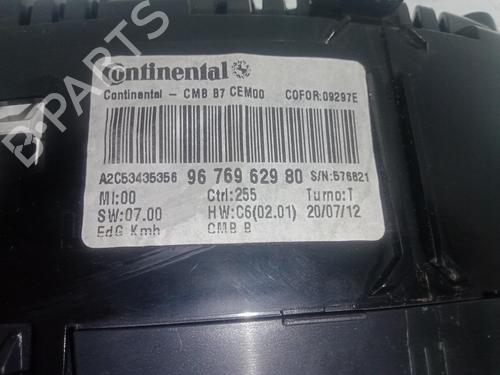 Continental
Continental - CMB B7 CEM00 COFOR:09297E
A2C53435356 96 769 629 80 S/N:576821
MI:00 Ctrl:255 Turno:T
SW:07.00 HW:C6(02.01) 20/07/12
EdG Kmh CMB B
B-PARTS